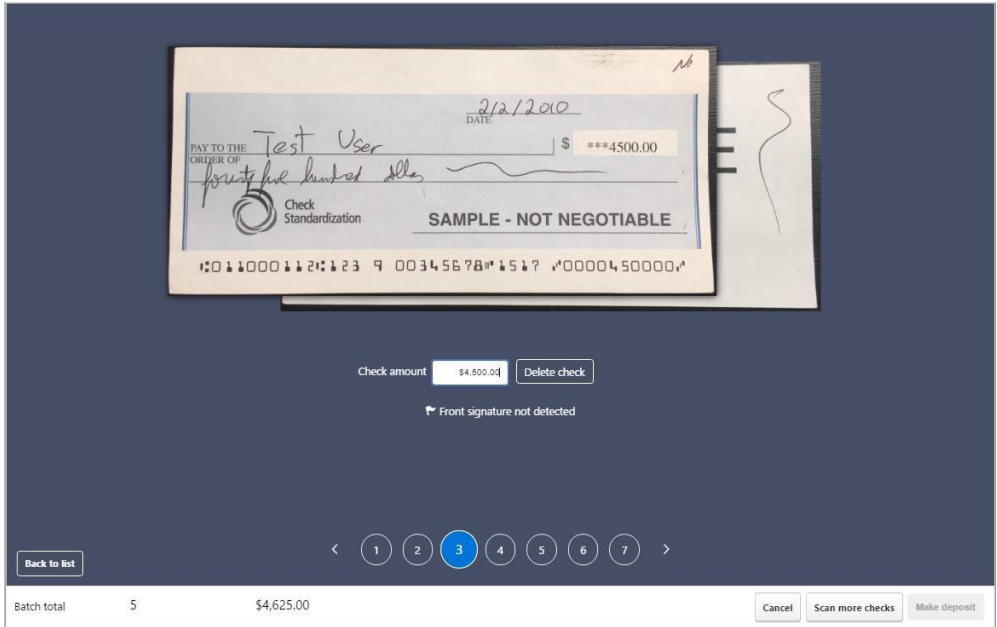 No
2/2/2010
DATE
PAY TO THE
ORDER OF Test User $ ***4500.00
hundred
Check
Standardization
SAMPLE - NOT NEGOTIABLE
⑆011000112⑆123 9 00345678⑈1517 ⑇0000450000⑇
E
Check amount $4,500.00 Delete check
Front signature not detected
< 1 2 3 4 5 6 7 >
Back to list
Batch total 5 $4,625.00 Cancel Scan more checks Make deposit